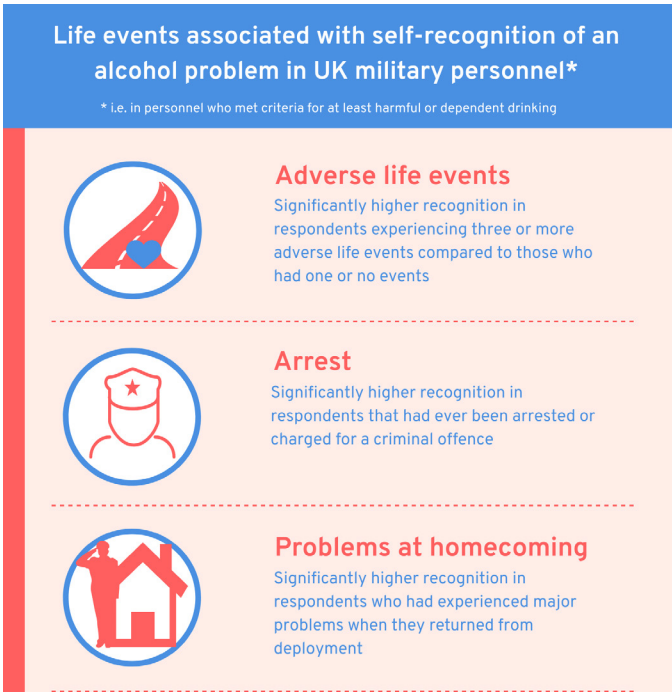 Life events associated with self-recognition of an
alcohol problem in UK military personnel*
* i.e. in personnel who met criteria for at least harmful or dependent drinking
Adverse life events
Significantly higher recognition in
respondents experiencing three or more
adverse life events compared to those who
had one or no events
Arrest
Significantly higher recognition in
respondents that had ever been arrested or
charged for a criminal offence
Problems at homecoming
Significantly higher recognition in
respondents who had experienced major
problems when they returned from
deployment